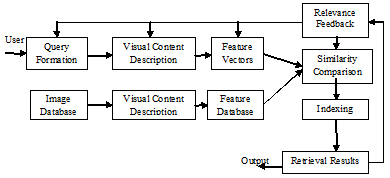 Relevance
Feedback
User
Query
Formation
Visual Content
Description
Feature
Vectors
Similarity
Comparison
Image
Database
Visual Content
Description
Feature
Database
Indexing
Output
Retrieval Results